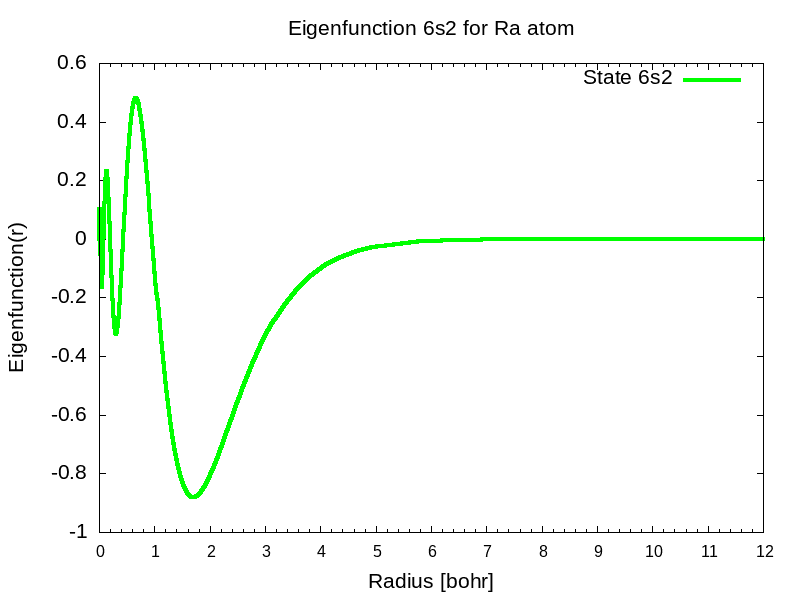 Eigenfunction 6s2 for Ra atom
State 6s2
0.6
0.4
0.2
0
-0.2
-0.4
-0.6
-0.8
-1
Eigenfunction(r)
0 1 2 3 4 5 6 7 8 9 10 11 12
Radius [bohr]